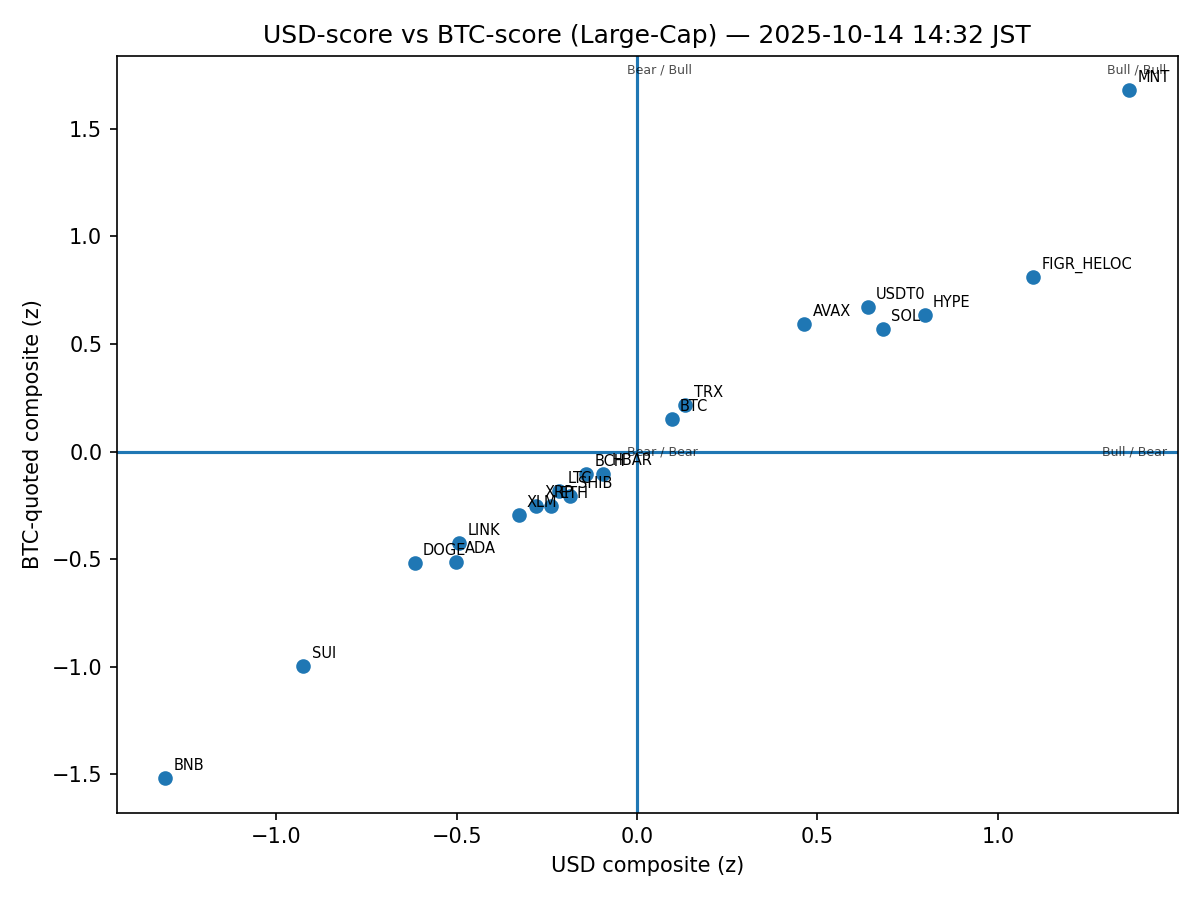 USD-score vs BTC-score (Large-Cap) — 2025-10-14 14:32 JST
Bear / Bull
Bull / Bull
MNT
1.5
1.0
FIGR_HELOC
USDT0
HYPE
AVAX
SOL
0.5
TRX
BTC
0.0
Bear / Bear
Bull / Bear
BCH
HBAR
LTC
SHIB
XRP
ETH
XLM
LINK
DOGE
ADA
−0.5
SUI
−1.0
BNB
−1.5
−1.0
−0.5
0.0
0.5
1.0
USD composite (z)
BTC-quoted composite (z)